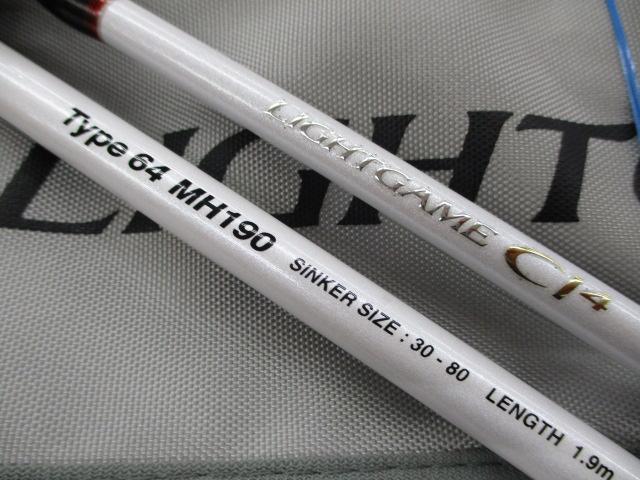 LIGHTGAME CI4
Type 64 MH190 SINKER SIZE : 30 - 80 LENGTH 1.9m
LIGHT